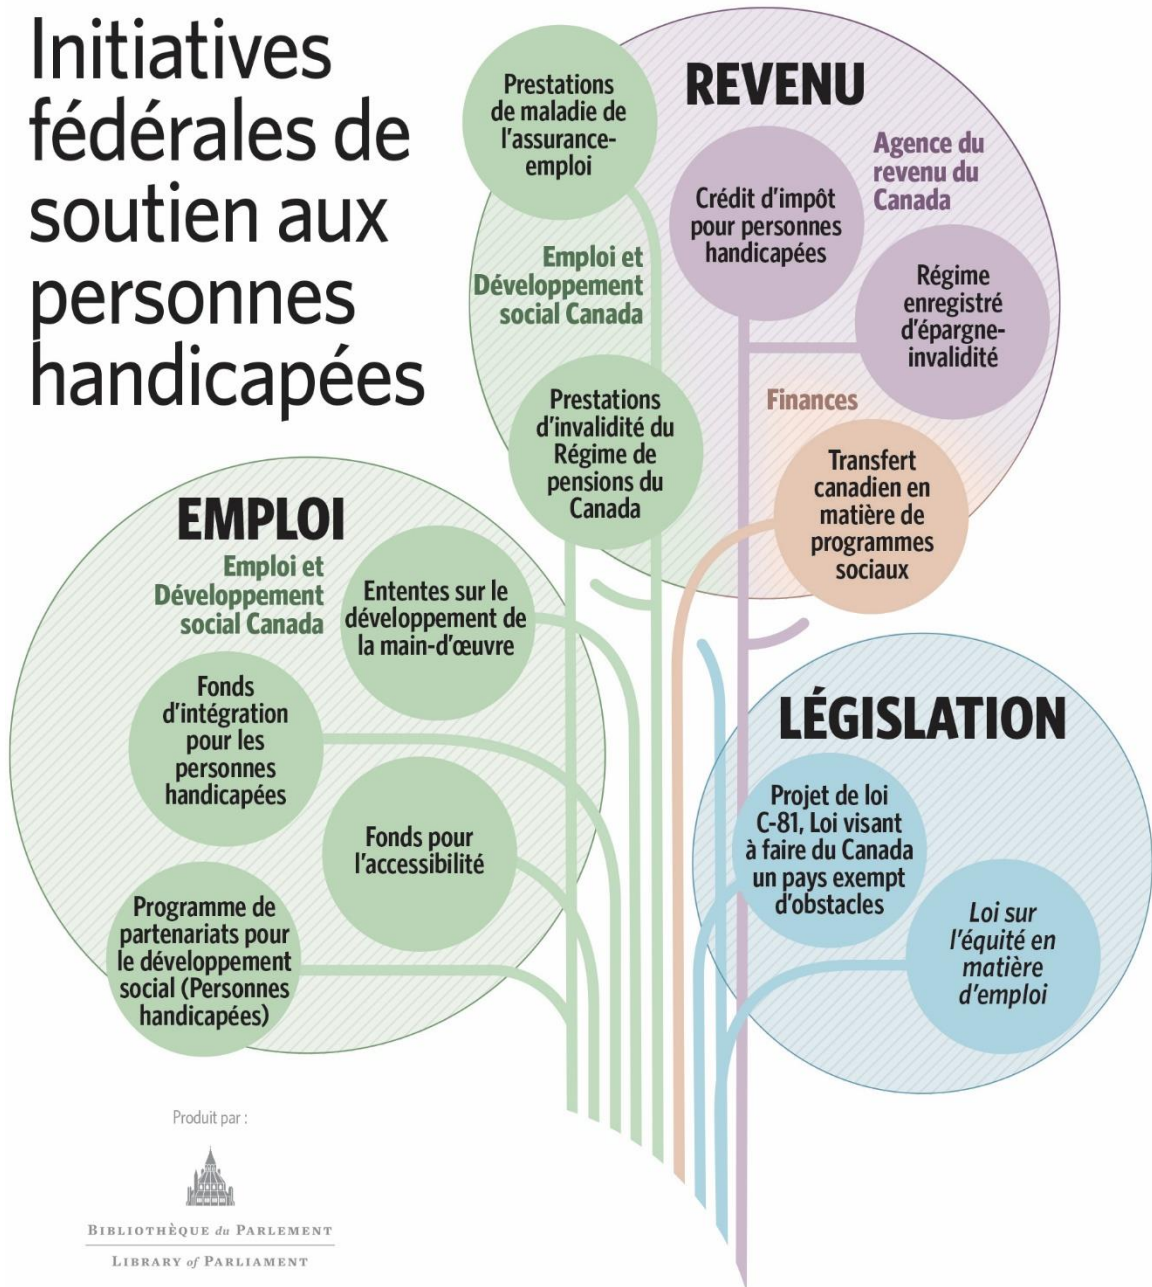 Initiatives
fédérales de
soutien aux
personnes
handicapées
REVENU
Prestations
de maladie de
l'assurance-
emploi
Emploi et
Développement
social Canada
Prestations
d'invalidité du
Régime de
pensions du
Canada
Agence du
revenu du
Canada
Crédit d'impôt
pour personnes
handicapées
Régime
enregistré
d'épargne-
invalidité
Finances
Transfert
canadien en
matière de
programmes
sociaux
EMPLOI
Emploi et
Développement
social Canada
Ententes sur le
développement de
la main-d'œuvre
Fonds
d'intégration
pour les
personnes
handicapées
Fonds pour
l'accessibilité
Programme de
partenariats pour
le développement
social (Personnes
handicapées)
LÉGISLATION
Projet de loi
C-81, Loi visant
à faire du Canada
un pays exempt
d'obstacles
Loi sur
l'équité en
matière
d'emploi
Produit par :
BIBLIOTHÈQUE du PARLEMENT
LIBRARY of PARLIAMENT